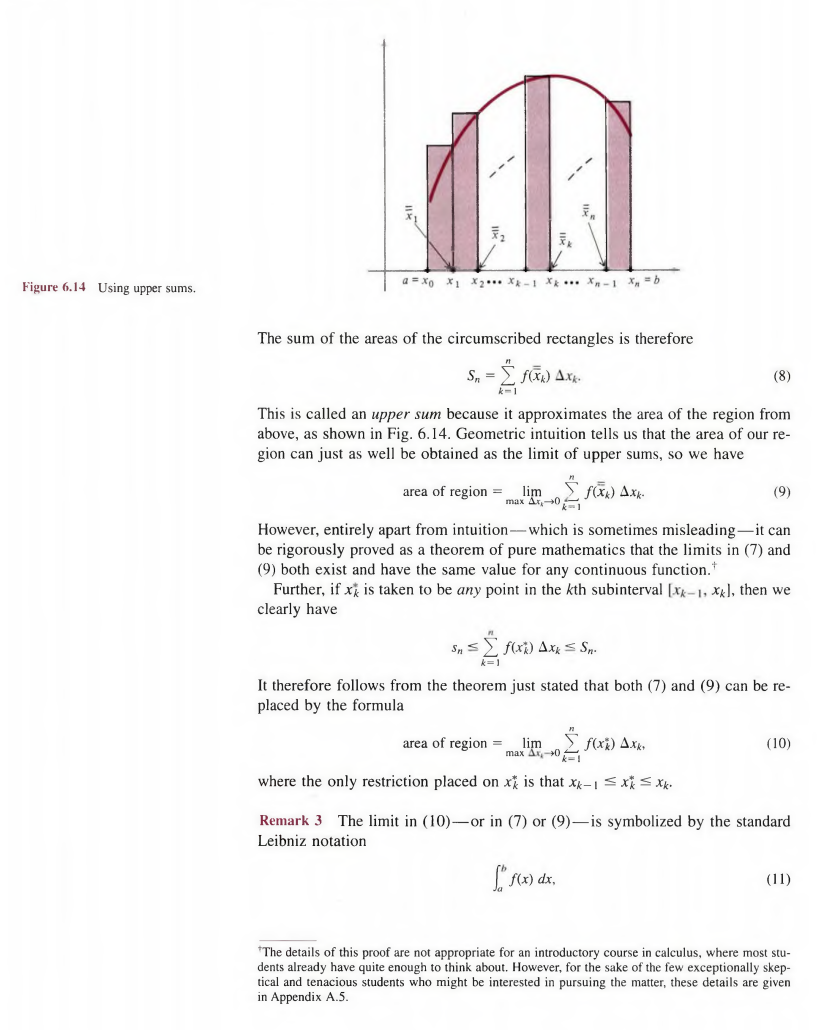 x̿₁
x̿₂
x̿ₖ
x̿ₙ
a = x₀ x₁ x₂ ••• xₖ₋₁ xₖ ••• xₙ₋₁ xₙ = b
Figure 6.14 Using upper sums.
The sum of the areas of the circumscribed rectangles is therefore
Sₙ = ∑ₖ₌₁ⁿ f(x̿ₖ) Δxₖ. (8)
This is called an upper sum because it approximates the area of the region from
above, as shown in Fig. 6.14. Geometric intuition tells us that the area of our re-
gion can just as well be obtained as the limit of upper sums, so we have
area of region = lim max Δxₖ→0 ∑ₖ₌₁ⁿ f(x̿ₖ) Δxₖ. (9)
However, entirely apart from intuition—which is sometimes misleading—it can
be rigorously proved as a theorem of pure mathematics that the limits in (7) and
(9) both exist and have the same value for any continuous function.†
Further, if xₖ* is taken to be any point in the kth subinterval [xₖ₋₁, xₖ], then we
clearly have
sₙ ≤ ∑ₖ₌₁ⁿ f(xₖ*) Δxₖ ≤ Sₙ.
It therefore follows from the theorem just stated that both (7) and (9) can be re-
placed by the formula
area of region = lim max Δxₖ→0 ∑ₖ₌₁ⁿ f(xₖ*) Δxₖ, (10)
where the only restriction placed on xₖ* is that xₖ₋₁ ≤ xₖ* ≤ xₖ.
Remark 3 The limit in (10)—or in (7) or (9)—is symbolized by the standard
Leibniz notation
∫ₐᵇ f(x) dx, (11)
†The details of this proof are not appropriate for an introductory course in calculus, where most stu-
dents already have quite enough to think about. However, for the sake of the few exceptionally skep-
tical and tenacious students who might be interested in pursuing the matter, these details are given
in Appendix A.5.